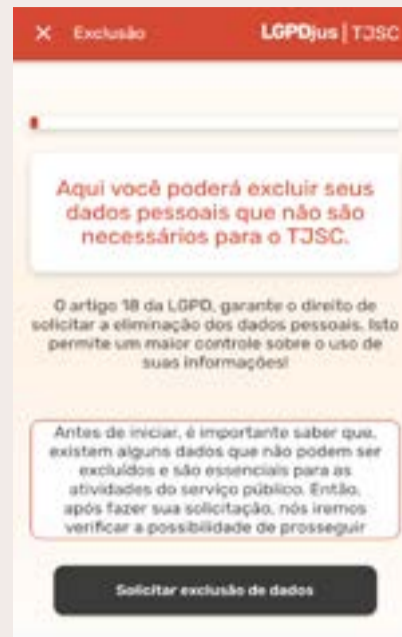 X Exclusão LGPDjus | TJSC
Aqui você poderá excluir seus
dados pessoais que não são
necessários para o TJSC.
O artigo 18 da LGPD, garante o direito de
solicitar a eliminação dos dados pessoais. Isto
permite um maior controle sobre o uso de
suas informações!
Antes de iniciar, é importante saber que,
existem alguns dados que não podem ser
excluídos e são essenciais para as
atividades do serviço público. Então,
após fazer sua solicitação, nós iremos
verificar a possibilidade de prosseguir
Solicitar exclusão de dados